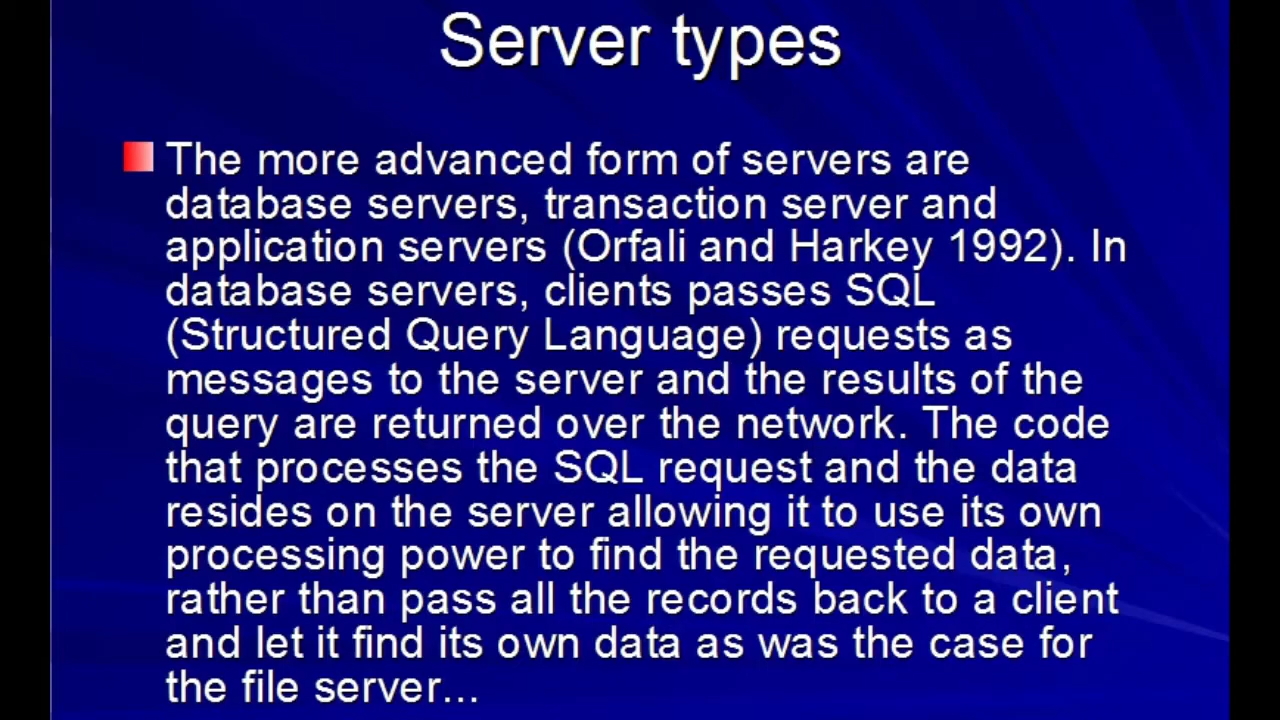 Server types
The more advanced form of servers are
database servers, transaction server and
application servers (Orfali and Harkey 1992). In
database servers, clients passes SQL
(Structured Query Language) requests as
messages to the server and the results of the
query are returned over the network. The code
that processes the SQL request and the data
resides on the server allowing it to use its own
processing power to find the requested data,
rather than pass all the records back to a client
and let it find its own data as was the case for
the file server...